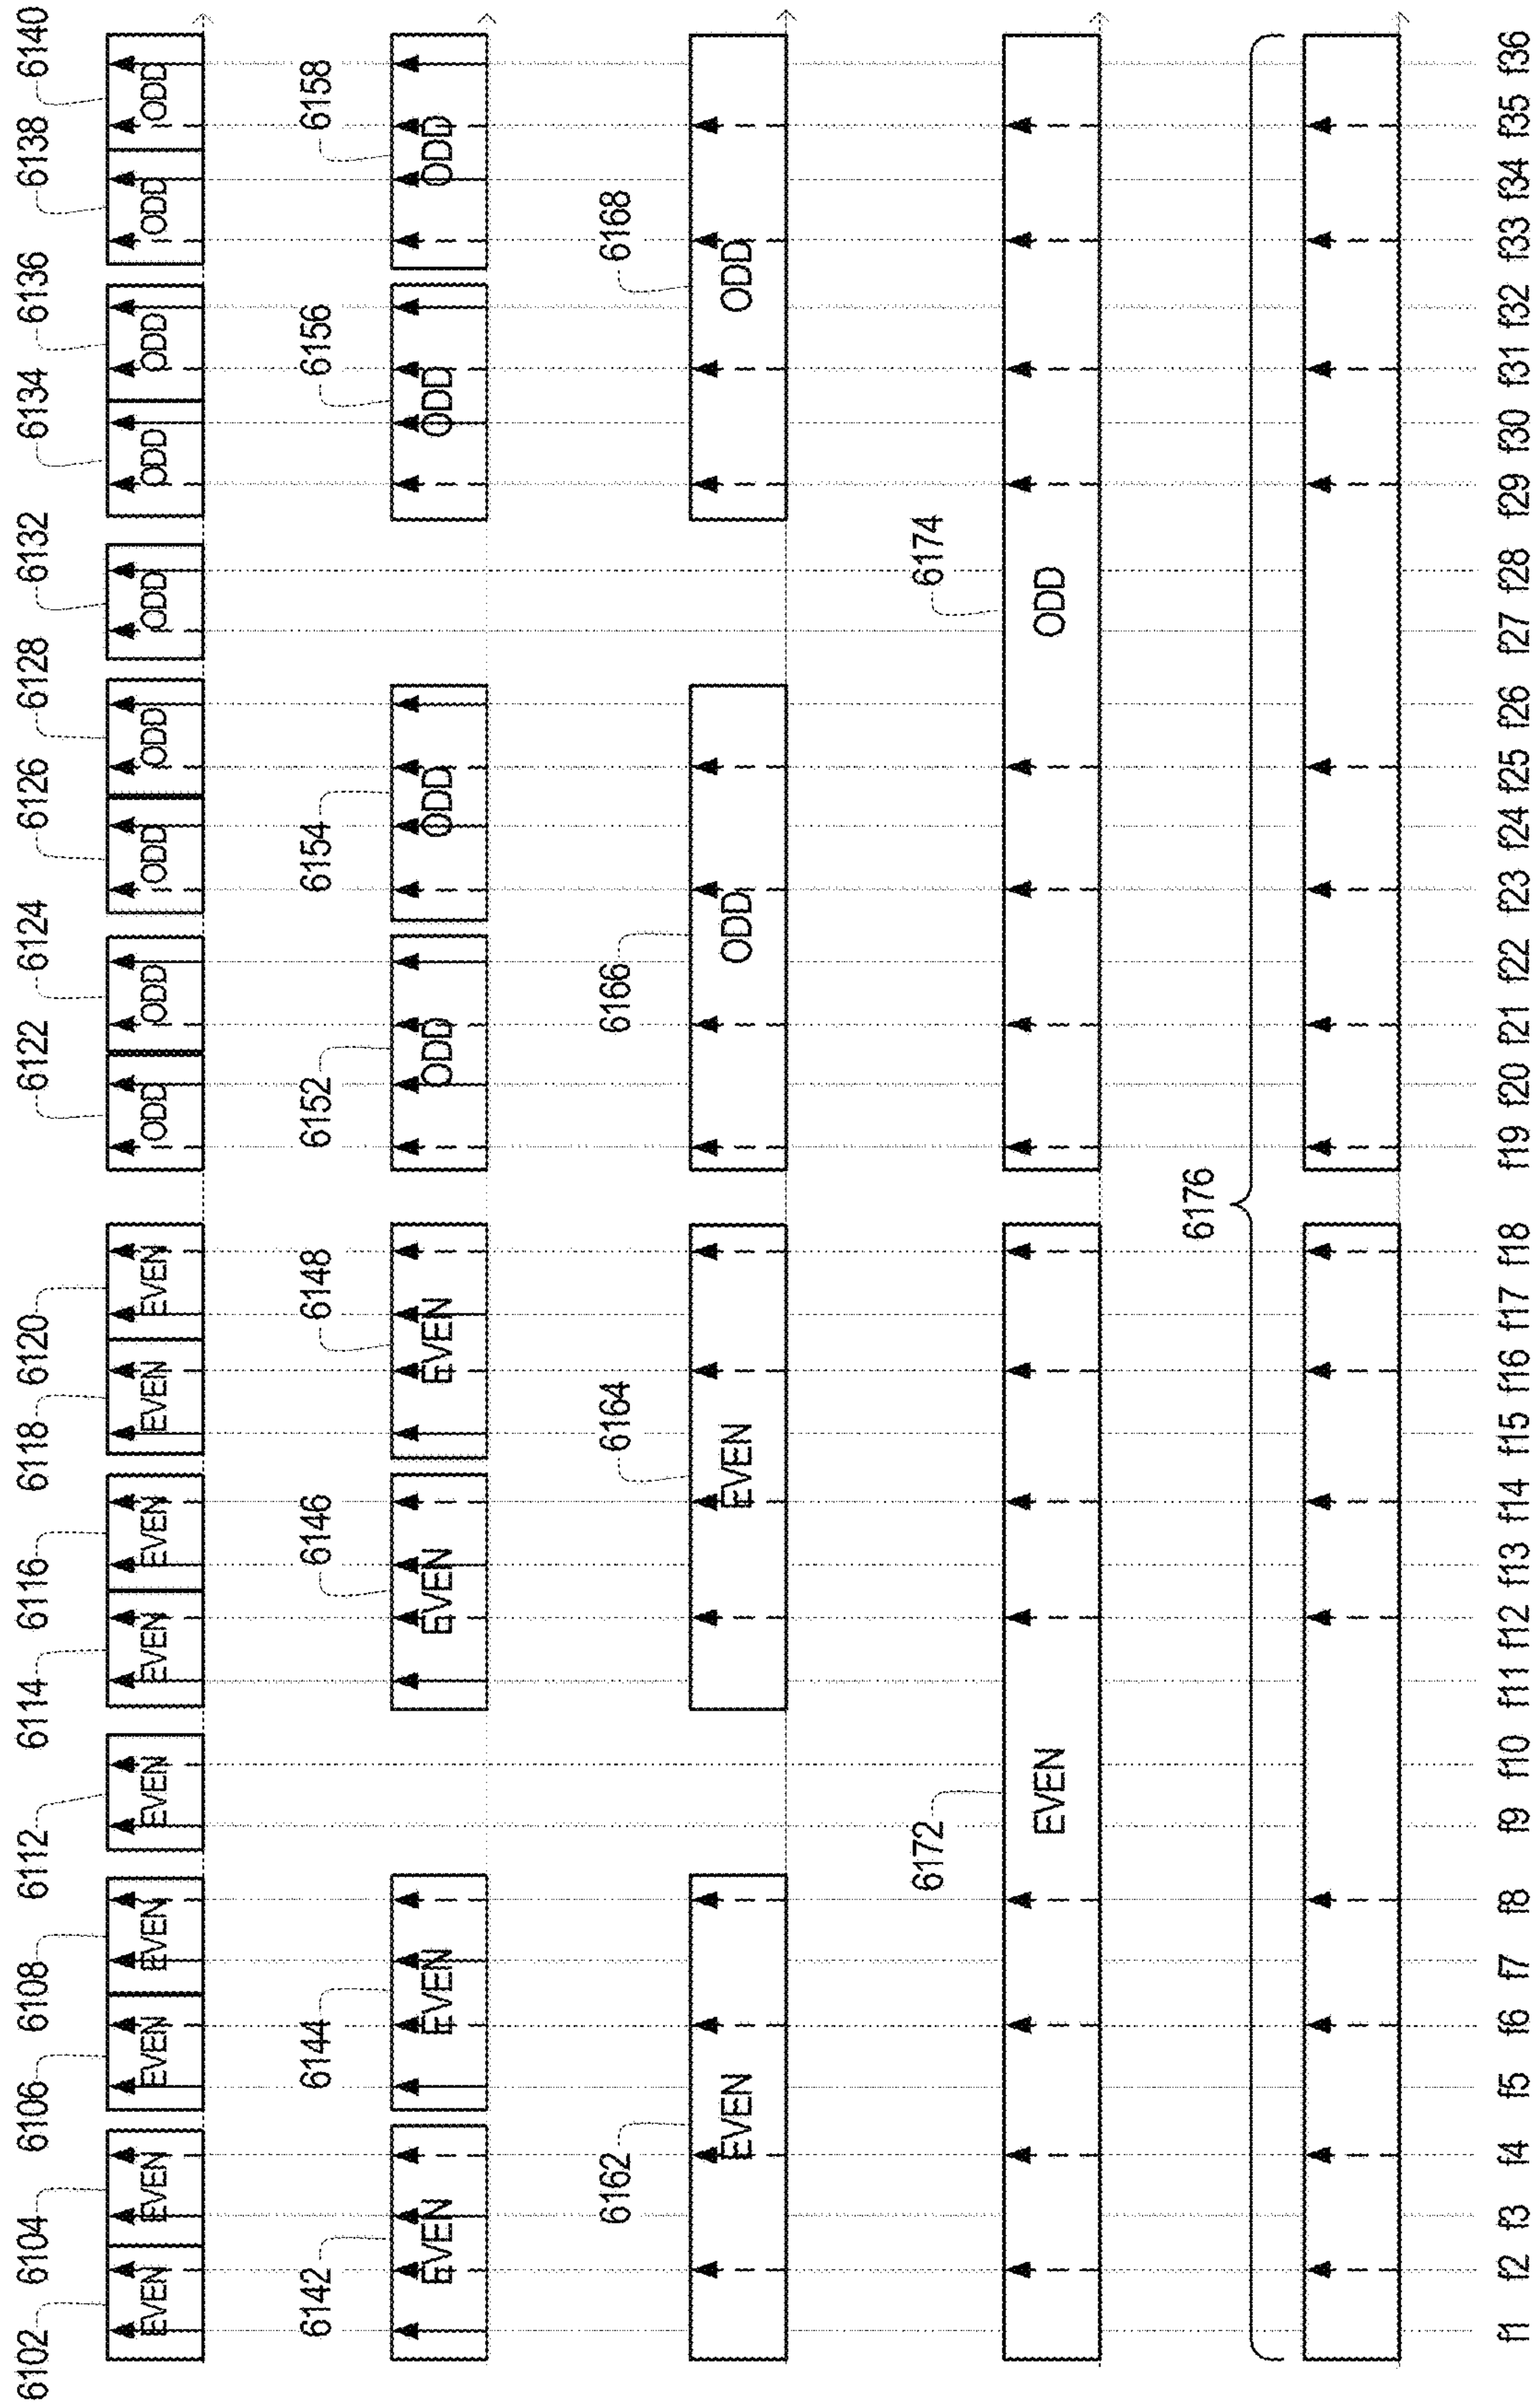 6102 6104 6106 6108 6112 6114 6116 6118 6120 6122 6124 6126 6128 6132 6134 6136 6138 6140
EVEN EVEN EVEN EVEN EVEN EVEN EVEN EVEN EVEN ODD ODD ODD ODD ODD ODD ODD ODD ODD
6142 6144 6146 6148 6152 6154 6156 6158
EVEN EVEN EVEN EVEN ODD ODD ODD ODD
6162 6164 6166 6168
EVEN EVEN ODD ODD
6172 6174
EVEN ODD
6176
f1 f2 f3 f4 f5 f6 f7 f8 f9 f10 f11 f12 f13 f14 f15 f16 f17 f18 f19 f20 f21 f22 f23 f24 f25 f26 f27 f28 f29 f30 f31 f32 f33 f34 f35 f36